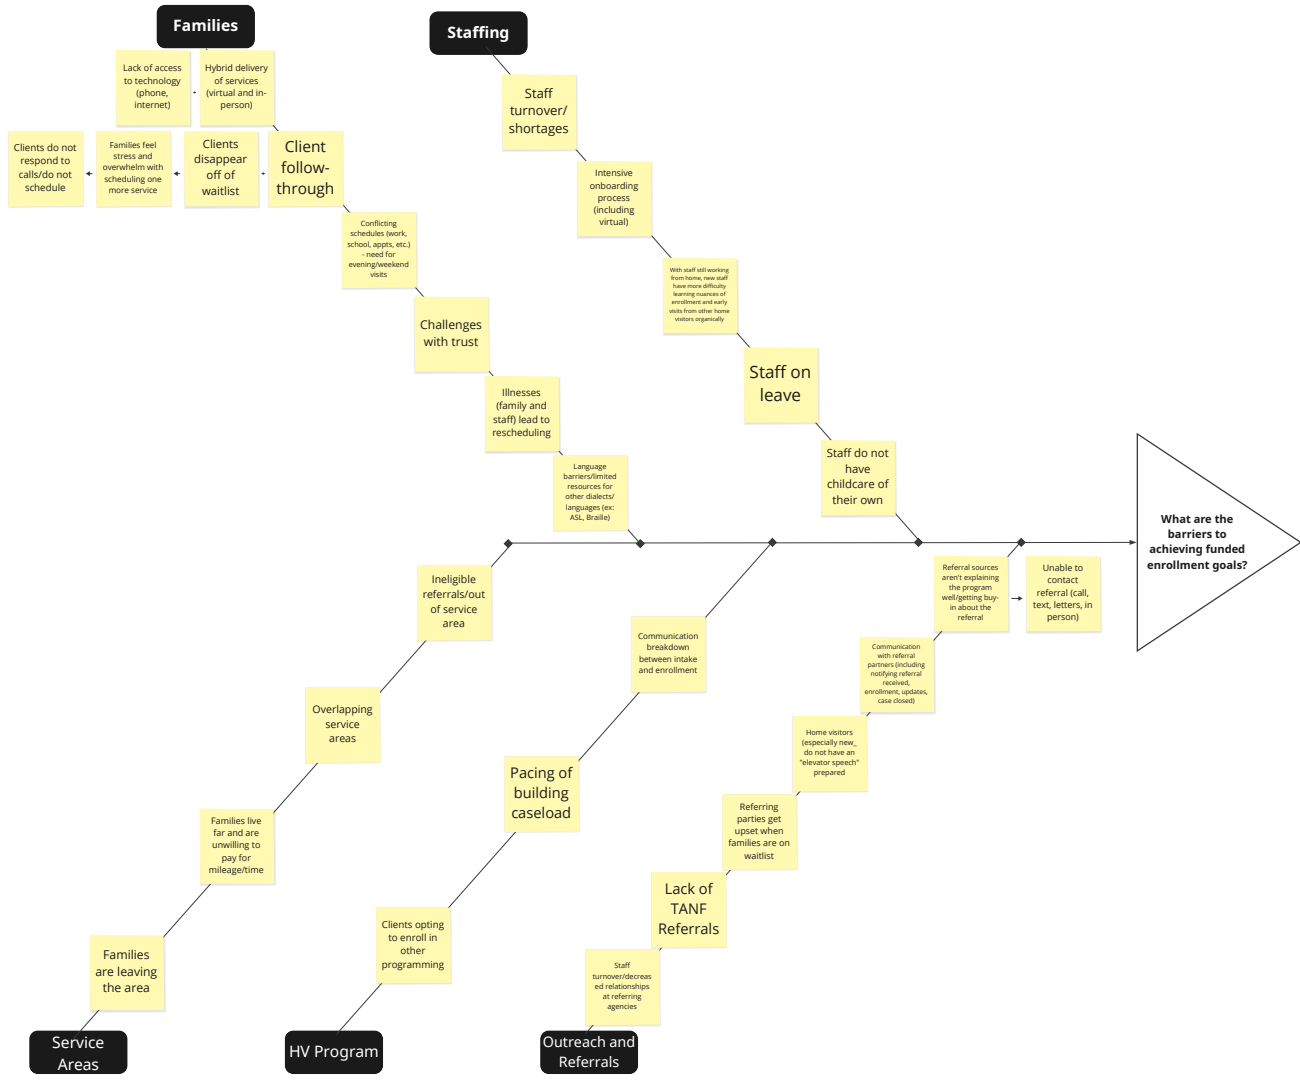 Families
Staffing
Lack of access
to technology
(phone,
internet)
Hybrid delivery
of services
(virtual and in-
person)
Clients do not
respond to
calls/do not
schedule
Families feel
stress and
overwhelm with
scheduling one
more service
Clients
disappear
off of
waitlist
Client
follow-
through
Conflicting
schedules (work,
school, appts, etc.)
- need for
evening/weekend
visits
Challenges
with trust
Illnesses
(family and
staff) lead to
rescheduling
Language
barriers/limited
resources for
other dialects/
languages (ex:
ASL, Braille)
Staff
turnover/
shortages
Intensive
onboarding
process
(including
virtual)
With staff still working
from home, new staff
have more difficulty
learning nuances of
enrollment and early
visits from other home
visitors organically
Staff on
leave
Staff do not
have
childcare of
their own
What are the
barriers to
achieving funded
enrollment goals?
Ineligible
referrals/out
of service
area
Overlapping
service
areas
Families live
far and are
unwilling to
pay for
mileage/time
Families
are leaving
the area
Service
Areas
Communication
breakdown
between intake
and enrollment
Pacing of
building
caseload
Clients opting
to enroll in
other
programming
HV Program
Referral sources
aren't explaining
the program
well/getting buy-
in about the
referral
Unable to
contact
referral (call,
text, letters, in
person)
Communication
with referral
partners (including
notifying referral
received,
enrollment, updates,
case closed)
Home visitors
(especially new_
do not have an
"elevator speech"
prepared
Referring
parties get
upset when
families are on
waitlist
Lack of
TANF
Referrals
Staff
turnover/decreas
ed relationships
at referring
agencies
Outreach and
Referrals